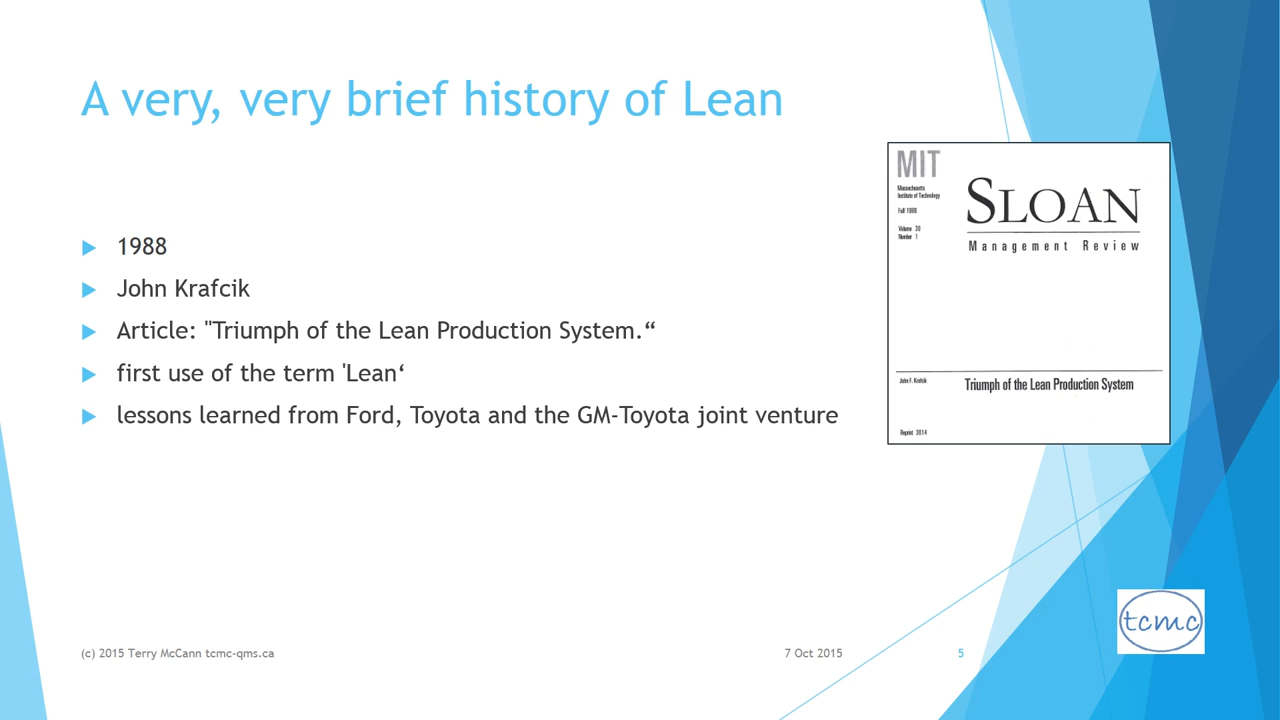 A very, very brief history of Lean
1988
John Krafcik
Article: "Triumph of the Lean Production System.“
first use of the term 'Lean‘
lessons learned from Ford, Toyota and the GM-Toyota joint venture
MIT
Massachusetts
Institute of Technology
Fall 1988
Volume 30
Number 1
SLOAN
Management Review
John F. Krafcik
Triumph of the Lean Production System
Reprint 3014
tcmc
(c) 2015 Terry McCann tcmc-qms.ca
7 Oct 2015
5